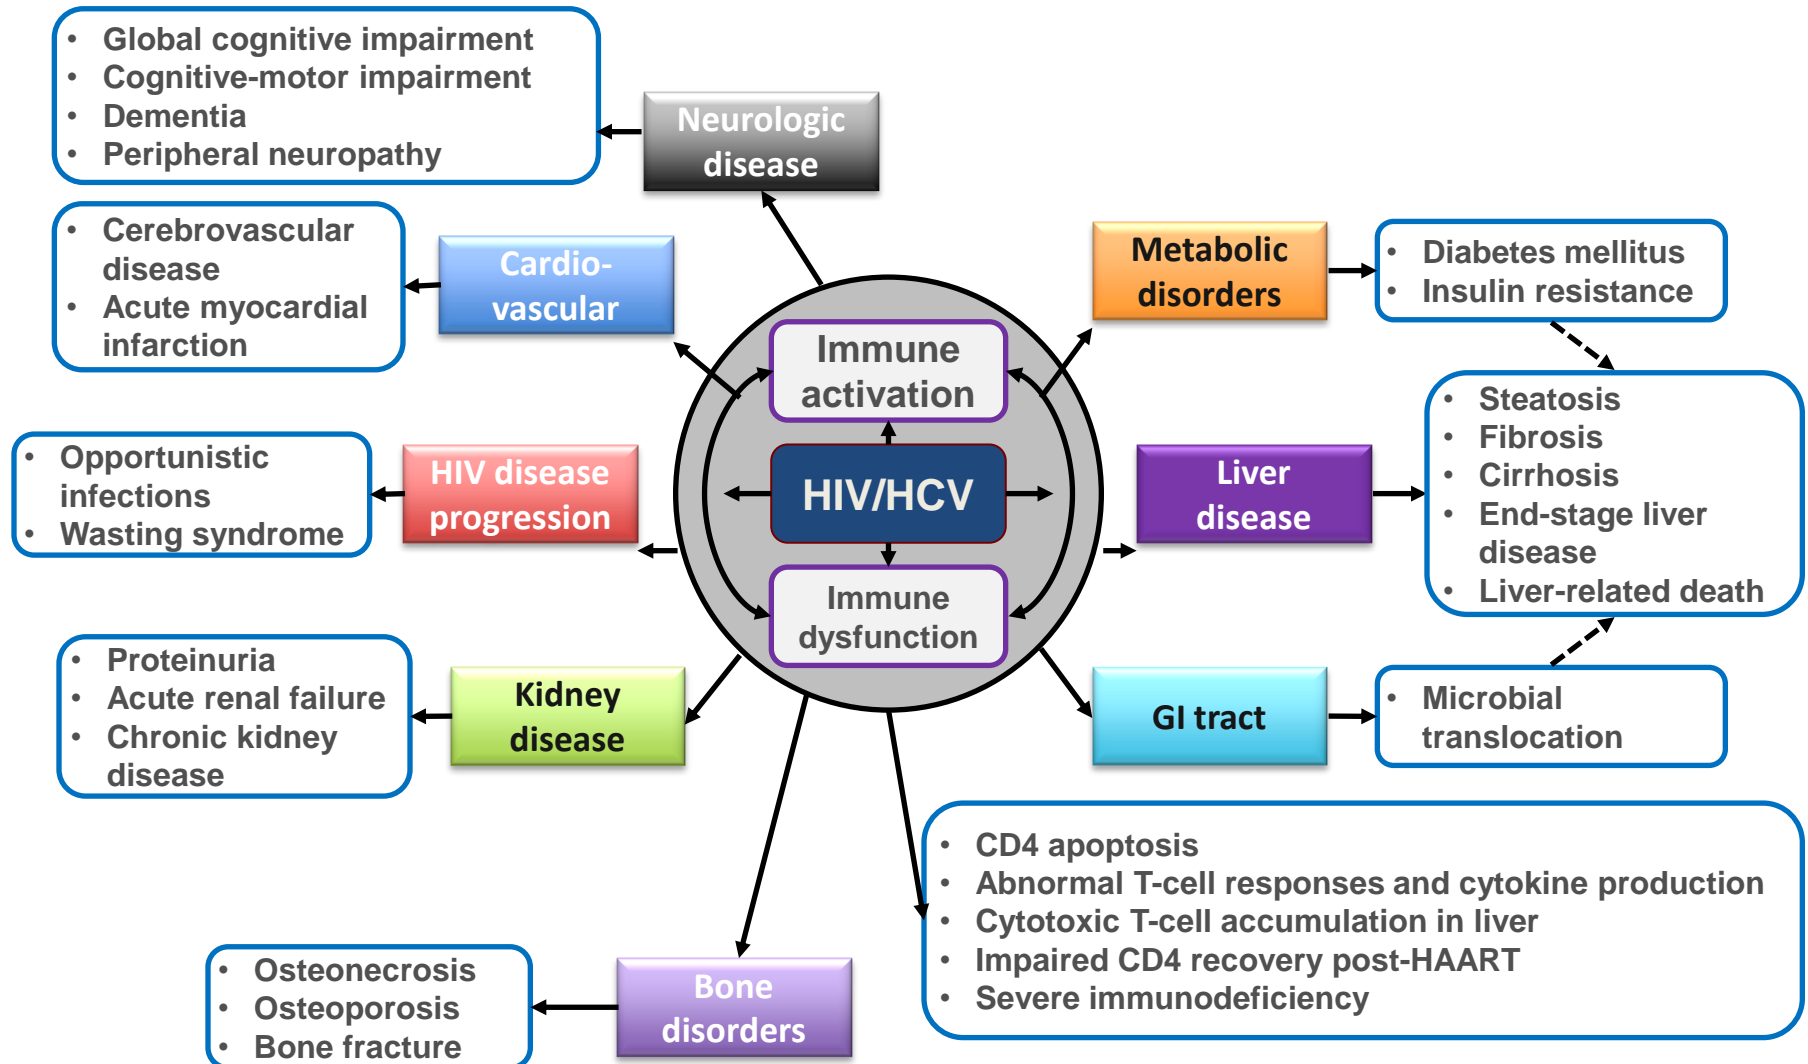 • Global cognitive impairment
• Cognitive-motor impairment
• Dementia
• Peripheral neuropathy
Neurologic
disease
• Cerebrovascular
disease
• Acute myocardial
infarction
Cardio-
vascular
Metabolic
disorders
• Diabetes mellitus
• Insulin resistance
Immune
activation
HIV/HCV
Immune
dysfunction
• Opportunistic
infections
• Wasting syndrome
HIV disease
progression
Liver
disease
• Steatosis
• Fibrosis
• Cirrhosis
• End-stage liver
disease
• Liver-related death
• Proteinuria
• Acute renal failure
• Chronic kidney
disease
Kidney
disease
GI tract
• Microbial
translocation
• CD4 apoptosis
• Abnormal T-cell responses and cytokine production
• Cytotoxic T-cell accumulation in liver
• Impaired CD4 recovery post-HAART
• Severe immunodeficiency
• Osteonecrosis
• Osteoporosis
• Bone fracture
Bone
disorders